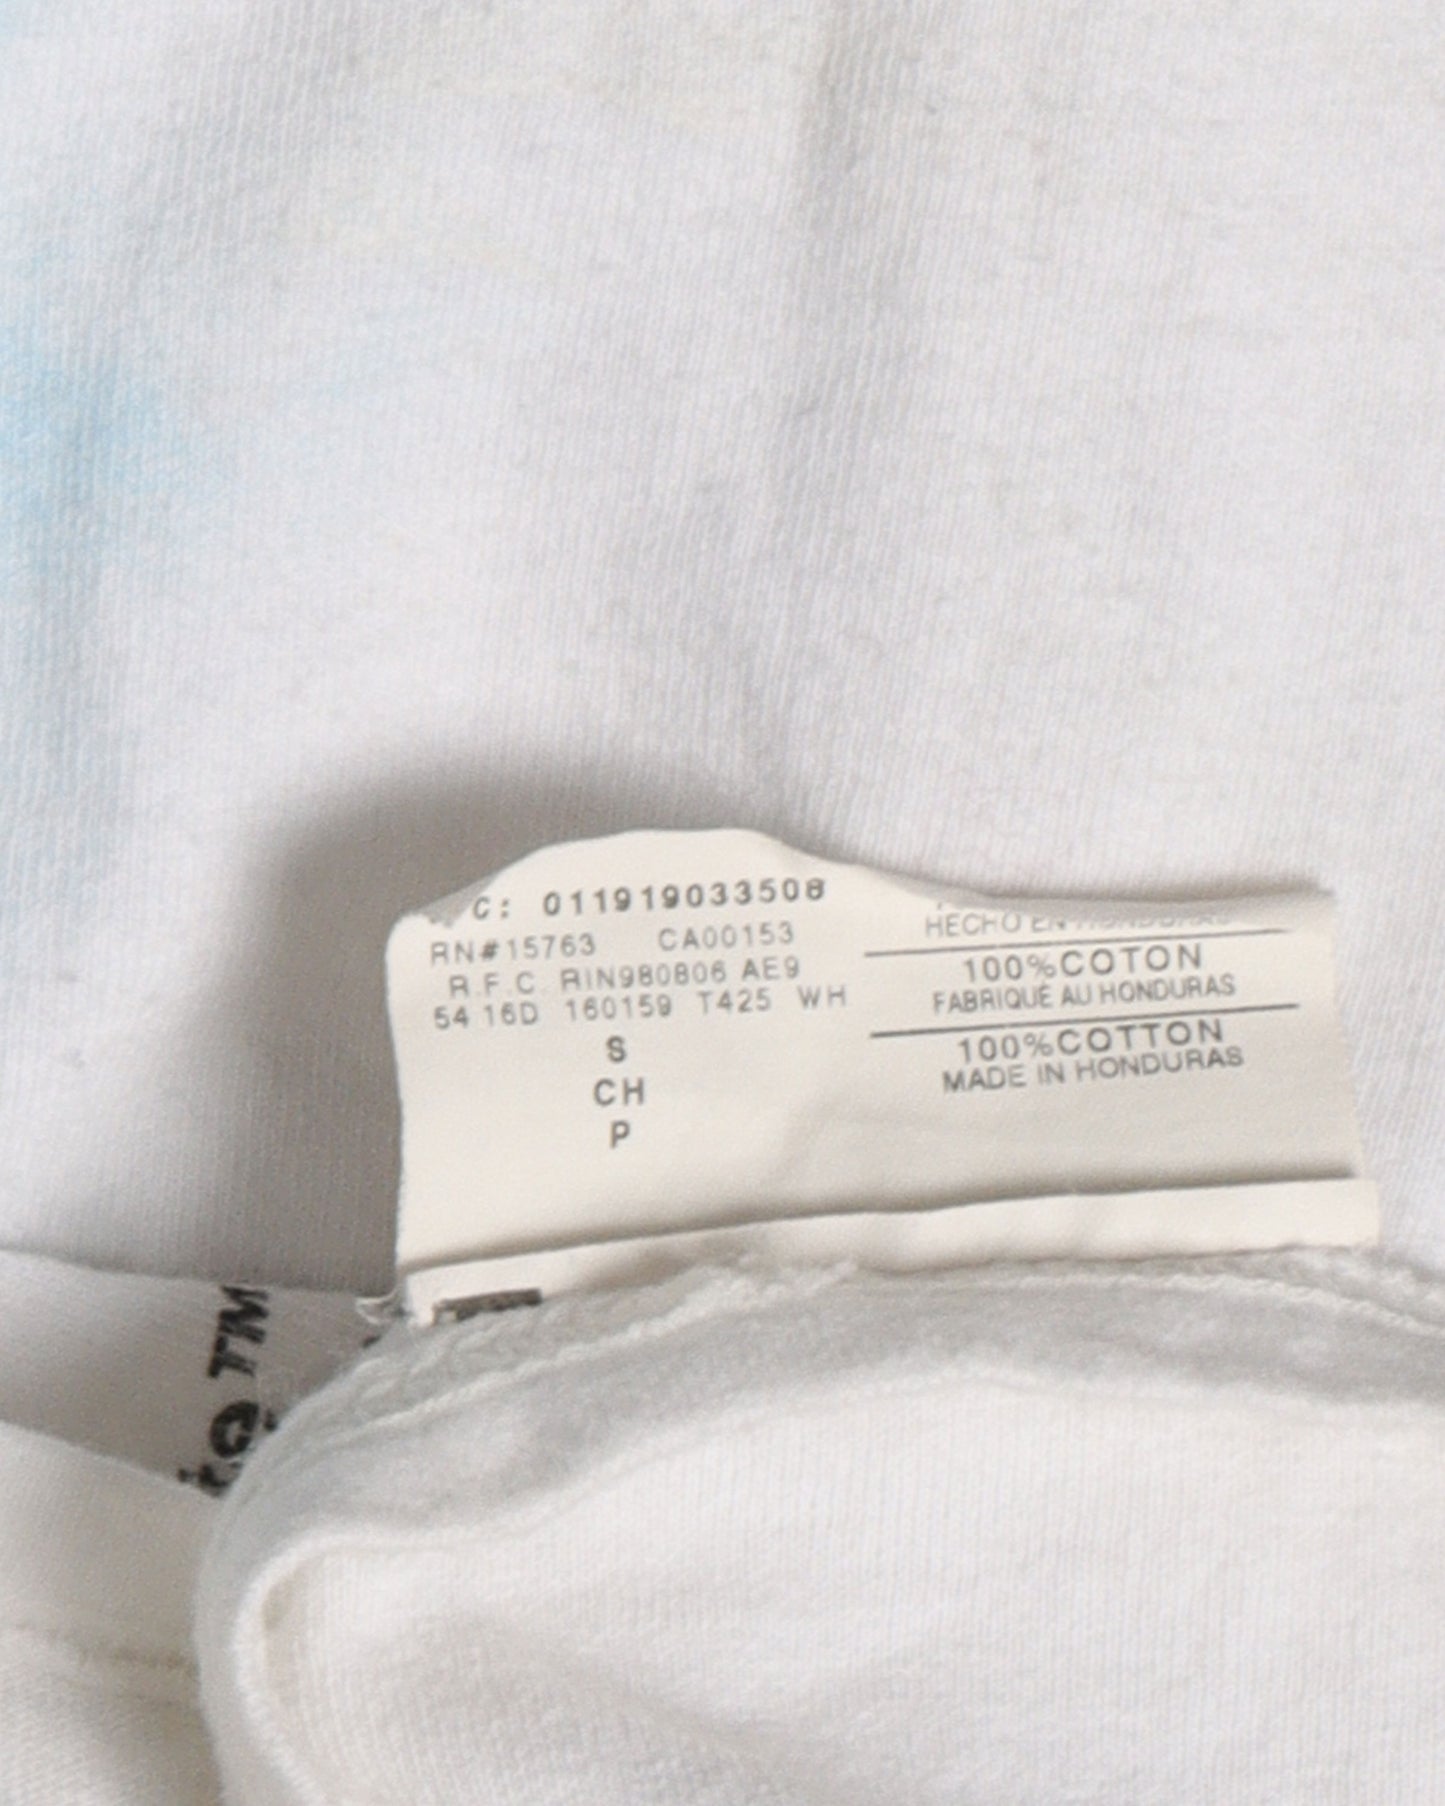 C: 011919033508
RN#15763 CA00153
R.F.C. RIN980806 AE9
54 16D 160159 T425 WH
S
CH
P
HECHO EN HONDURAS
100%COTON
FABRIQUÉ AU HONDURAS
100%COTTON
MADE IN HONDURAS
TM